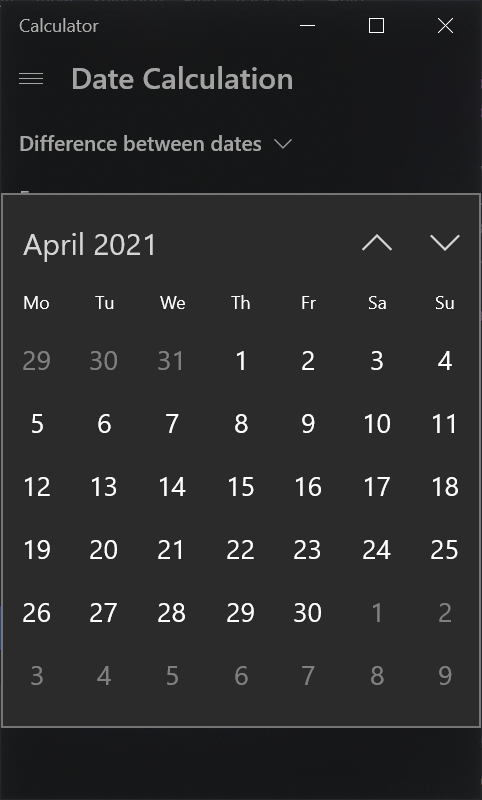 Calculator
Date Calculation
Difference between dates
April 2021
Mo Tu We Th Fr Sa Su
29 30 31 1 2 3 4
5 6 7 8 9 10 11
12 13 14 15 16 17 18
19 20 21 22 23 24 25
26 27 28 29 30 1 2
3 4 5 6 7 8 9